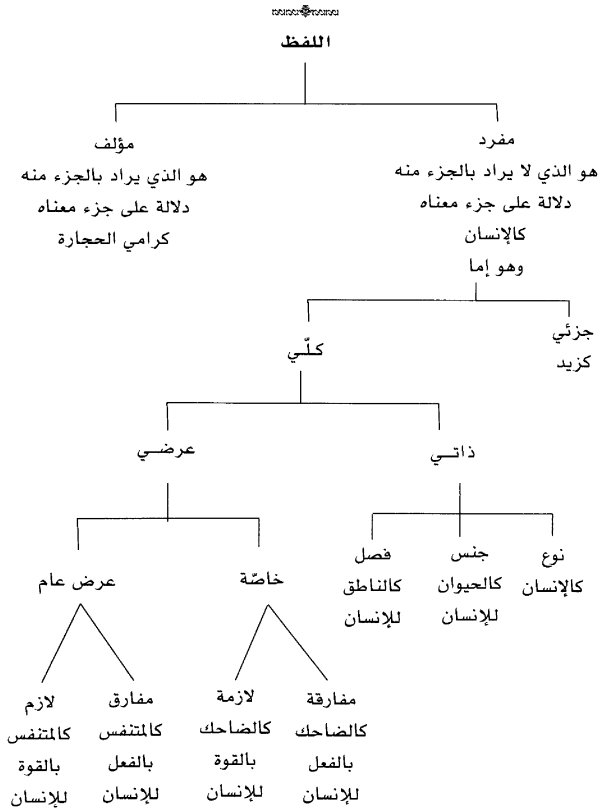 اللفظ
مفرد
هو الذي لا يراد بالجزء منه
دلالة على جزء معناه
كالإنسان
وهو إما
مؤلف
هو الذي يراد بالجزء منه
دلالة على جزء معناه
كرامي الحجارة
جزئي
كزيد
كلّي
ذاتي
عرضي
نوع
كالإنسان
جنس
كالحيوان
للإنسان
فصل
كالناطق
للإنسان
خاصّة
عرض عام
مفارقة
كالضاحك
بالفعل
للإنسان
لازمة
كالضاحك
بالقوة
للإنسان
مفارق
كالمتنفس
بالفعل
للإنسان
لازم
كالمتنفس
بالقوة
للإنسان